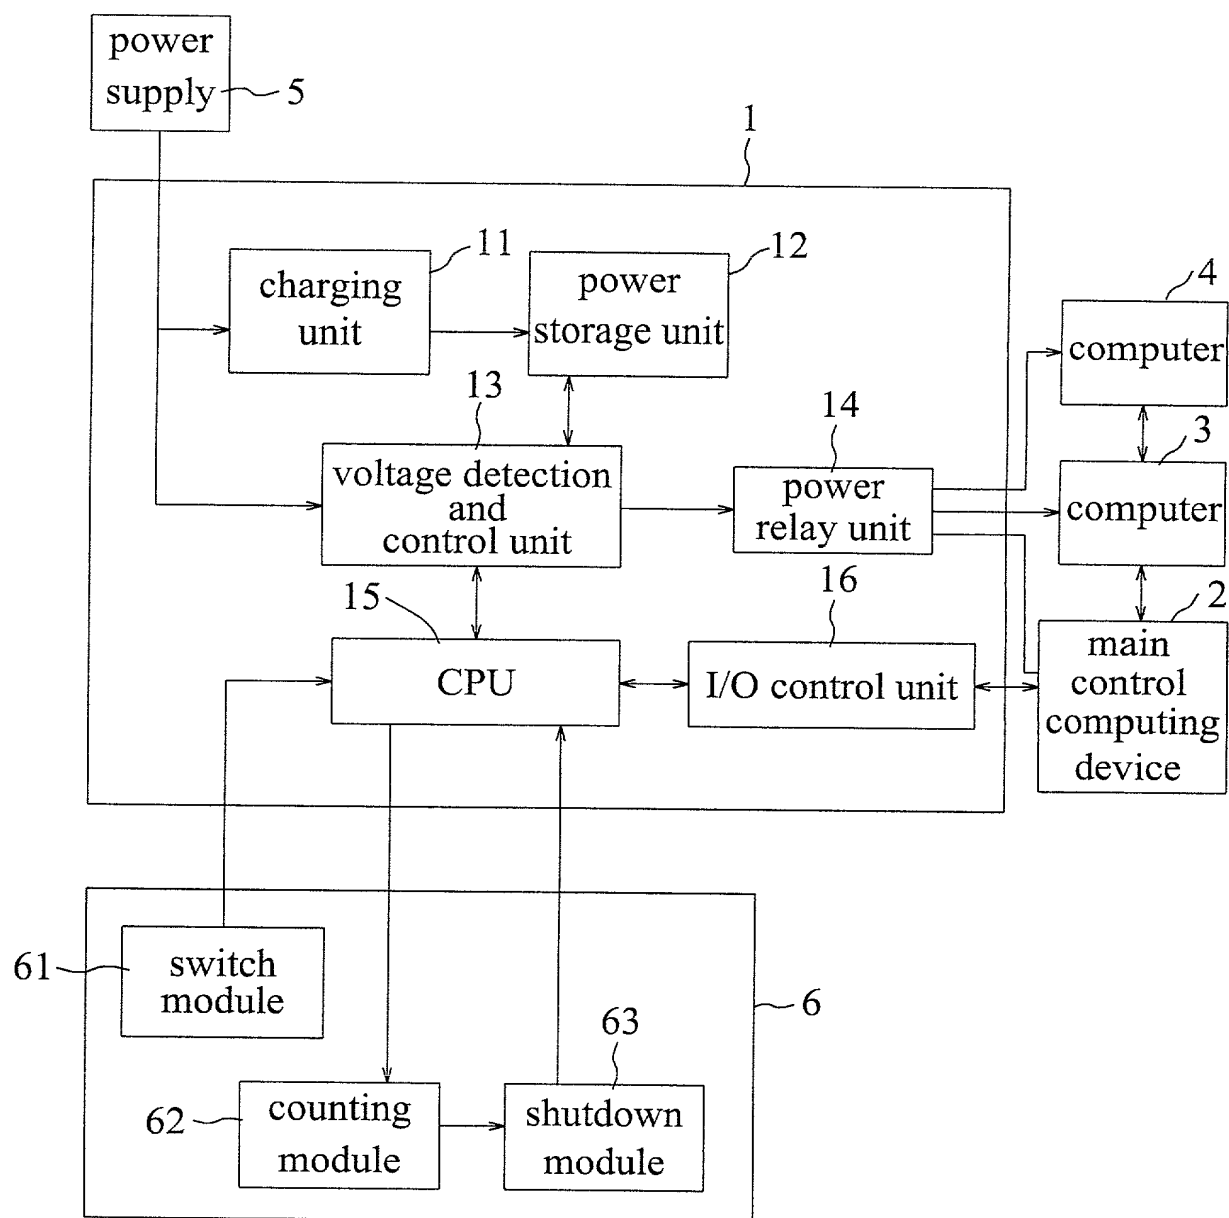 power
supply
5
1
11
12
charging
unit
power
storage unit
4
computer
13
14
3
voltage detection
and
control unit
power
relay unit
computer
15
16
2
CPU
I/O control unit
main
control
computing
device
61
switch
module
6
63
62
counting
module
shutdown
module